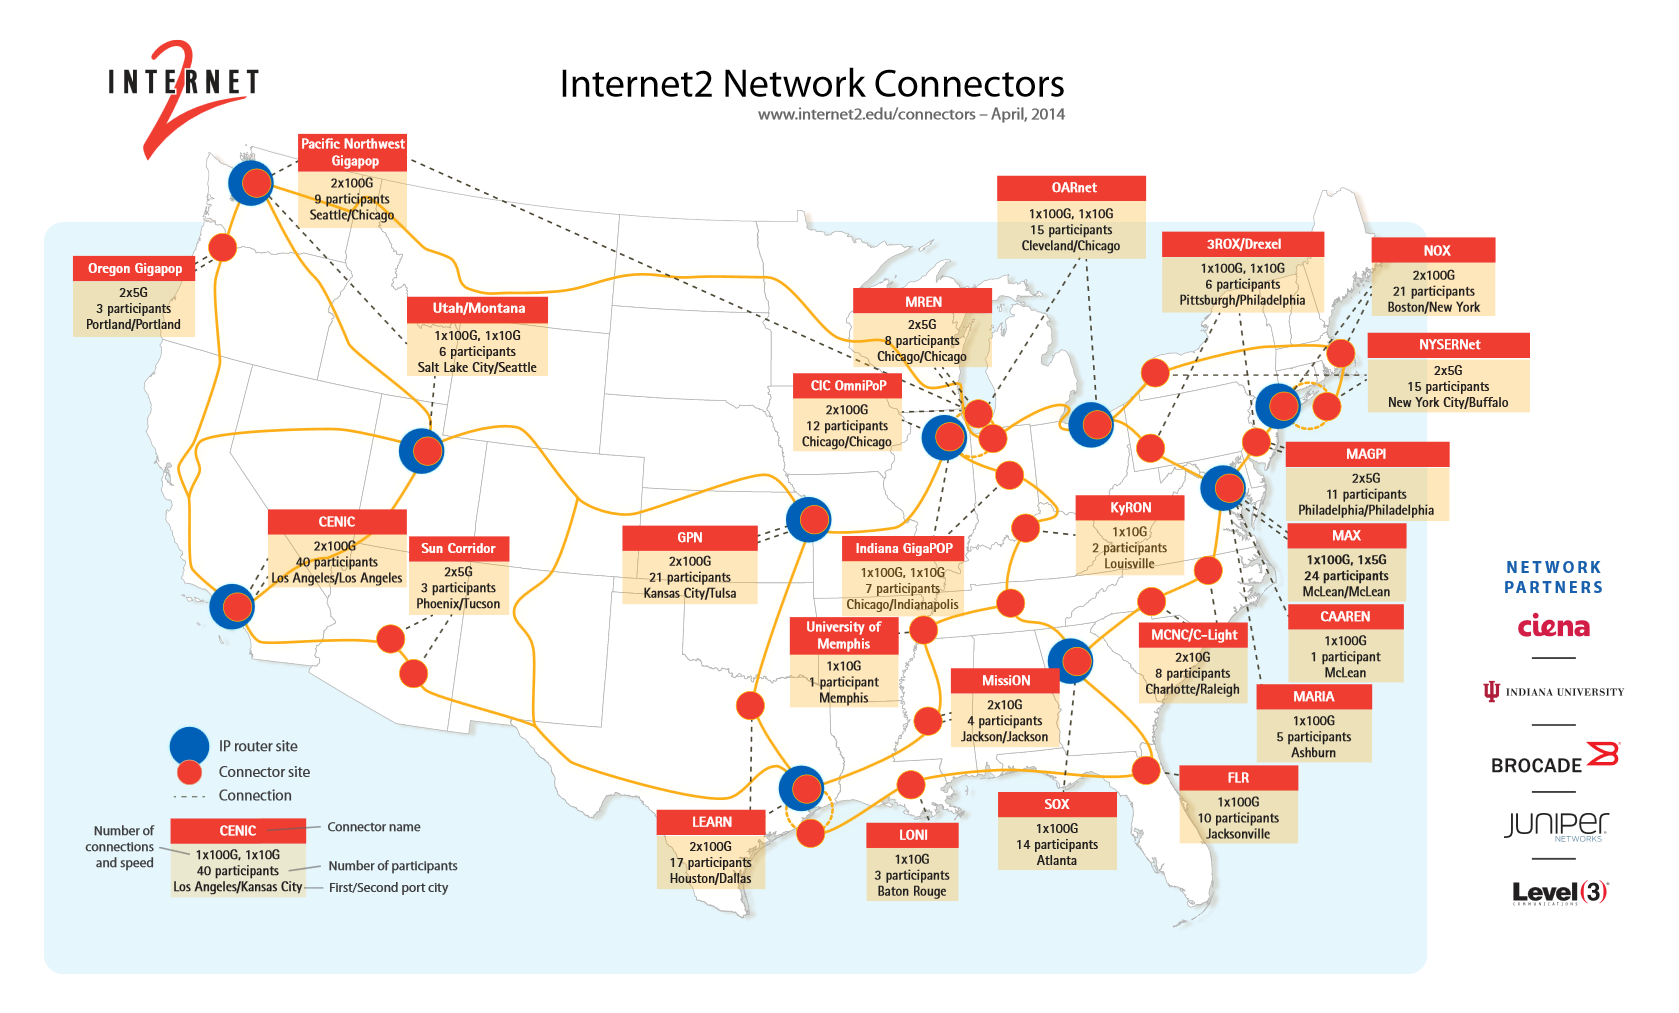 INTERNET
2
Internet2 Network Connectors
www.internet2.edu/connectors – April, 2014
Pacific Northwest
Gigapop
2x100G
9 participants
Seattle/Chicago
Oregon Gigapop
2x5G
3 participants
Portland/Portland
Utah/Montana
1x100G, 1x10G
6 participants
Salt Lake City/Seattle
OARnet
1x100G, 1x10G
15 participants
Cleveland/Chicago
3ROX/Drexel
1x100G, 1x10G
6 participants
Pittsburgh/Philadelphia
NOX
2x100G
21 participants
Boston/New York
MREN
2x5G
8 participants
Chicago/Chicago
NYSERNet
2x5G
15 participants
New York City/Buffalo
CIC OmniPoP
2x100G
12 participants
Chicago/Chicago
MAGPI
2x5G
11 participants
Philadelphia/Philadelphia
CENIC
2x100G
40 participants
Los Angeles/Los Angeles
Sun Corridor
2x5G
3 participants
Phoenix/Tucson
GPN
2x100G
21 participants
Kansas City/Tulsa
Indiana GigaPOP
1x100G, 1x10G
7 participants
Chicago/Indianapolis
KyRON
1x10G
2 participants
Louisville
MAX
1x100G, 1x5G
24 participants
McLean/McLean
CAAREN
1x100G
1 participant
McLean
University of
Memphis
1x10G
1 participant
Memphis
MCNC/C-Light
2x10G
8 participants
Charlotte/Raleigh
MissiON
2x10G
4 participants
Jackson/Jackson
MARIA
1x100G
5 participants
Ashburn
FLR
1x100G
10 participants
Jacksonville
SOX
1x100G
14 participants
Atlanta
LEARN
2x100G
17 participants
Houston/Dallas
LONI
1x10G
3 participants
Baton Rouge
IP router site
Connector site
Connection
Number of
connections
and speed
CENIC
1x100G, 1x10G
40 participants
Los Angeles/Kansas City
Connector name
Number of participants
First/Second port city
NETWORK
PARTNERS
ciena
INDIANA UNIVERSITY
BROCADE
JUNIPER
NETWORKS
Level(3)
COMMUNICATIONS